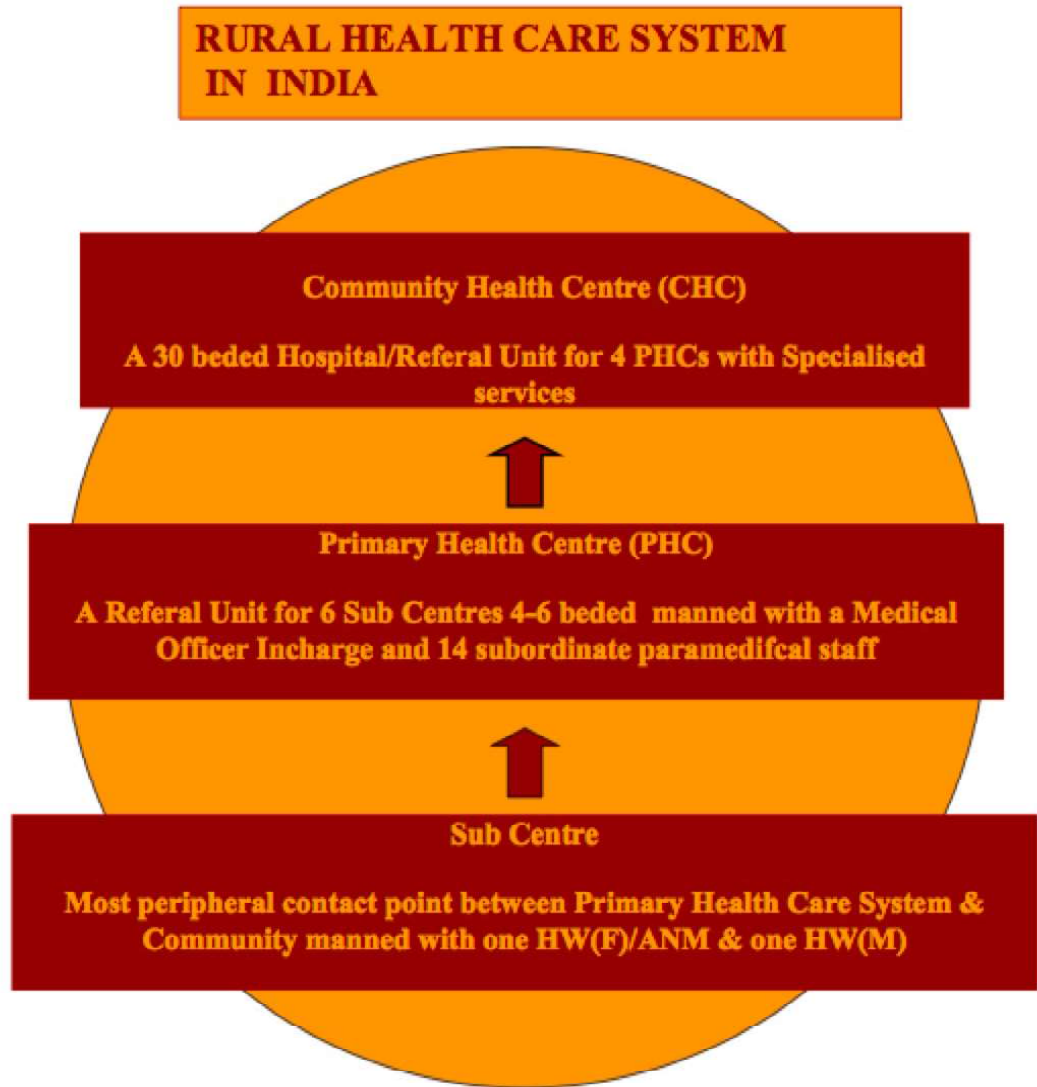 RURAL HEALTH CARE SYSTEM
IN INDIA
Community Health Centre (CHC)
A 30 beded Hospital/Referal Unit for 4 PHCs with Specialised
services
Primary Health Centre (PHC)
A Referal Unit for 6 Sub Centres 4-6 beded manned with a Medical
Officer Incharge and 14 subordinate paramedifcal staff
Sub Centre
Most peripheral contact point between Primary Health Care System &
Community manned with one HW(F)/ANM & one HW(M)